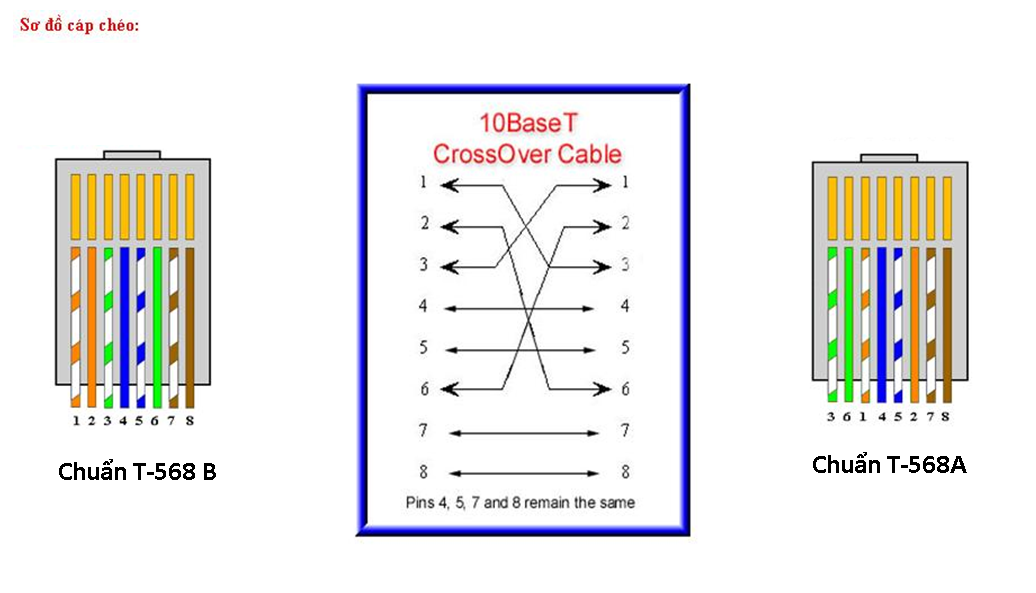 Sơ đồ cáp chéo:
10BaseT
CrossOver Cable
1 1
2 2
3 3
4 4
5 5
6 6
7 7
8 8
Pins 4, 5, 7 and 8 remain the same
1 2 3 4 5 6 7 8
Chuẩn T-568 B
3 6 1 4 5 2 7 8
Chuẩn T-568A